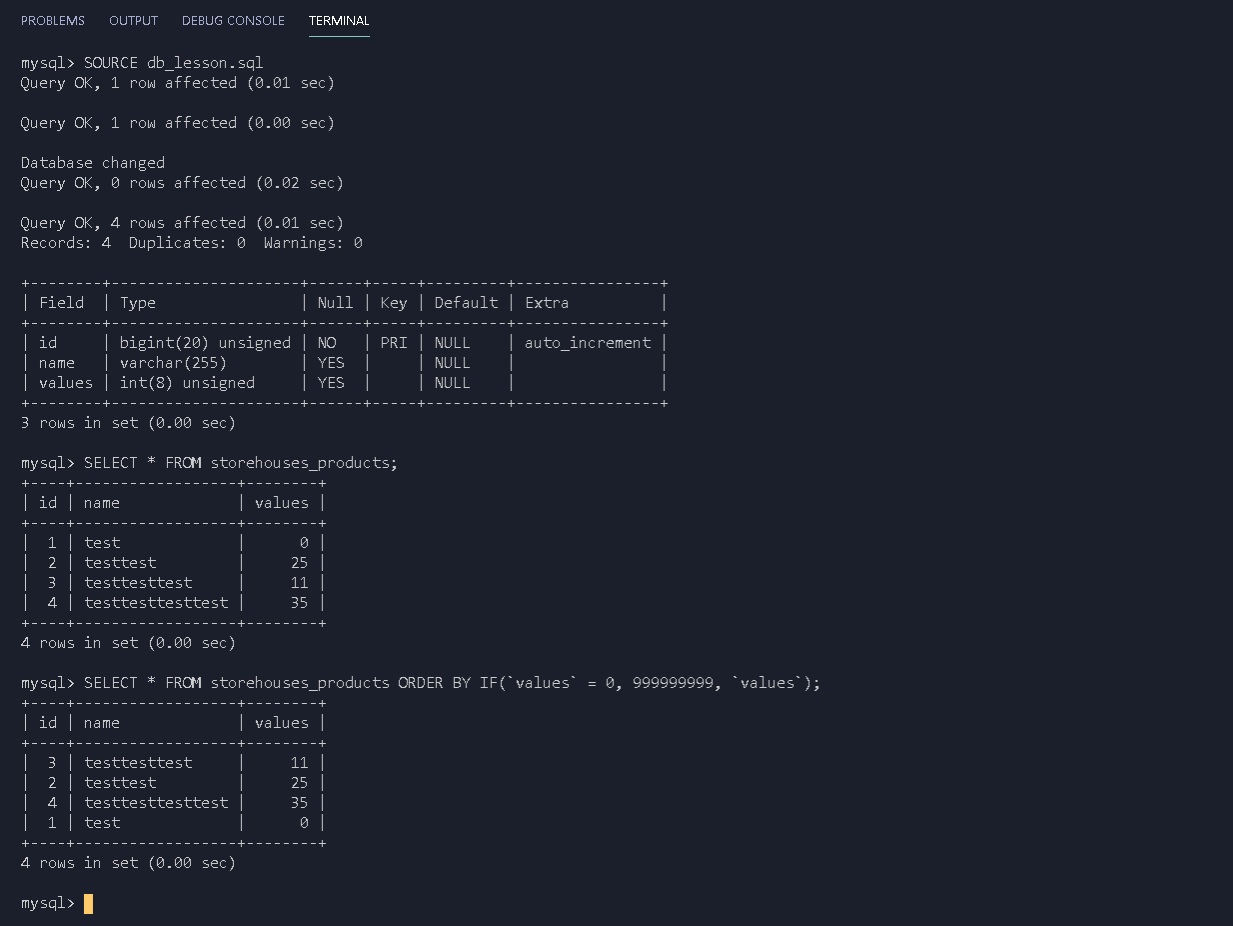 PROBLEMS OUTPUT DEBUG CONSOLE TERMINAL
mysql> SOURCE db_lesson.sql
Query OK, 1 row affected (0.01 sec)
Query OK, 1 row affected (0.00 sec)
Database changed
Query OK, 0 rows affected (0.02 sec)
Query OK, 4 rows affected (0.01 sec)
Records: 4  Duplicates: 0  Warnings: 0
+--------+---------------------+------+-----+---------+----------------+
| Field  | Type                | Null | Key | Default | Extra          |
+--------+---------------------+------+-----+---------+----------------+
| id     | bigint(20) unsigned | NO   | PRI | NULL    | auto_increment |
| name   | varchar(255)        | YES  |     | NULL    |                |
| values | int(8) unsigned     | YES  |     | NULL    |                |
+--------+---------------------+------+-----+---------+----------------+
3 rows in set (0.00 sec)
mysql> SELECT * FROM storehouses_products;
+----+------------------+--------+
| id | name             | values |
+----+------------------+--------+
|  1 | test             |      0 |
|  2 | testtest         |     25 |
|  3 | testtesttest     |     11 |
|  4 | testtesttesttest |     35 |
+----+------------------+--------+
4 rows in set (0.00 sec)
mysql> SELECT * FROM storehouses_products ORDER BY IF(`values` = 0, 999999999, `values`);
+----+------------------+--------+
| id | name             | values |
+----+------------------+--------+
|  3 | testtesttest     |     11 |
|  2 | testtest         |     25 |
|  4 | testtesttesttest |     35 |
|  1 | test             |      0 |
+----+------------------+--------+
4 rows in set (0.00 sec)
mysql>